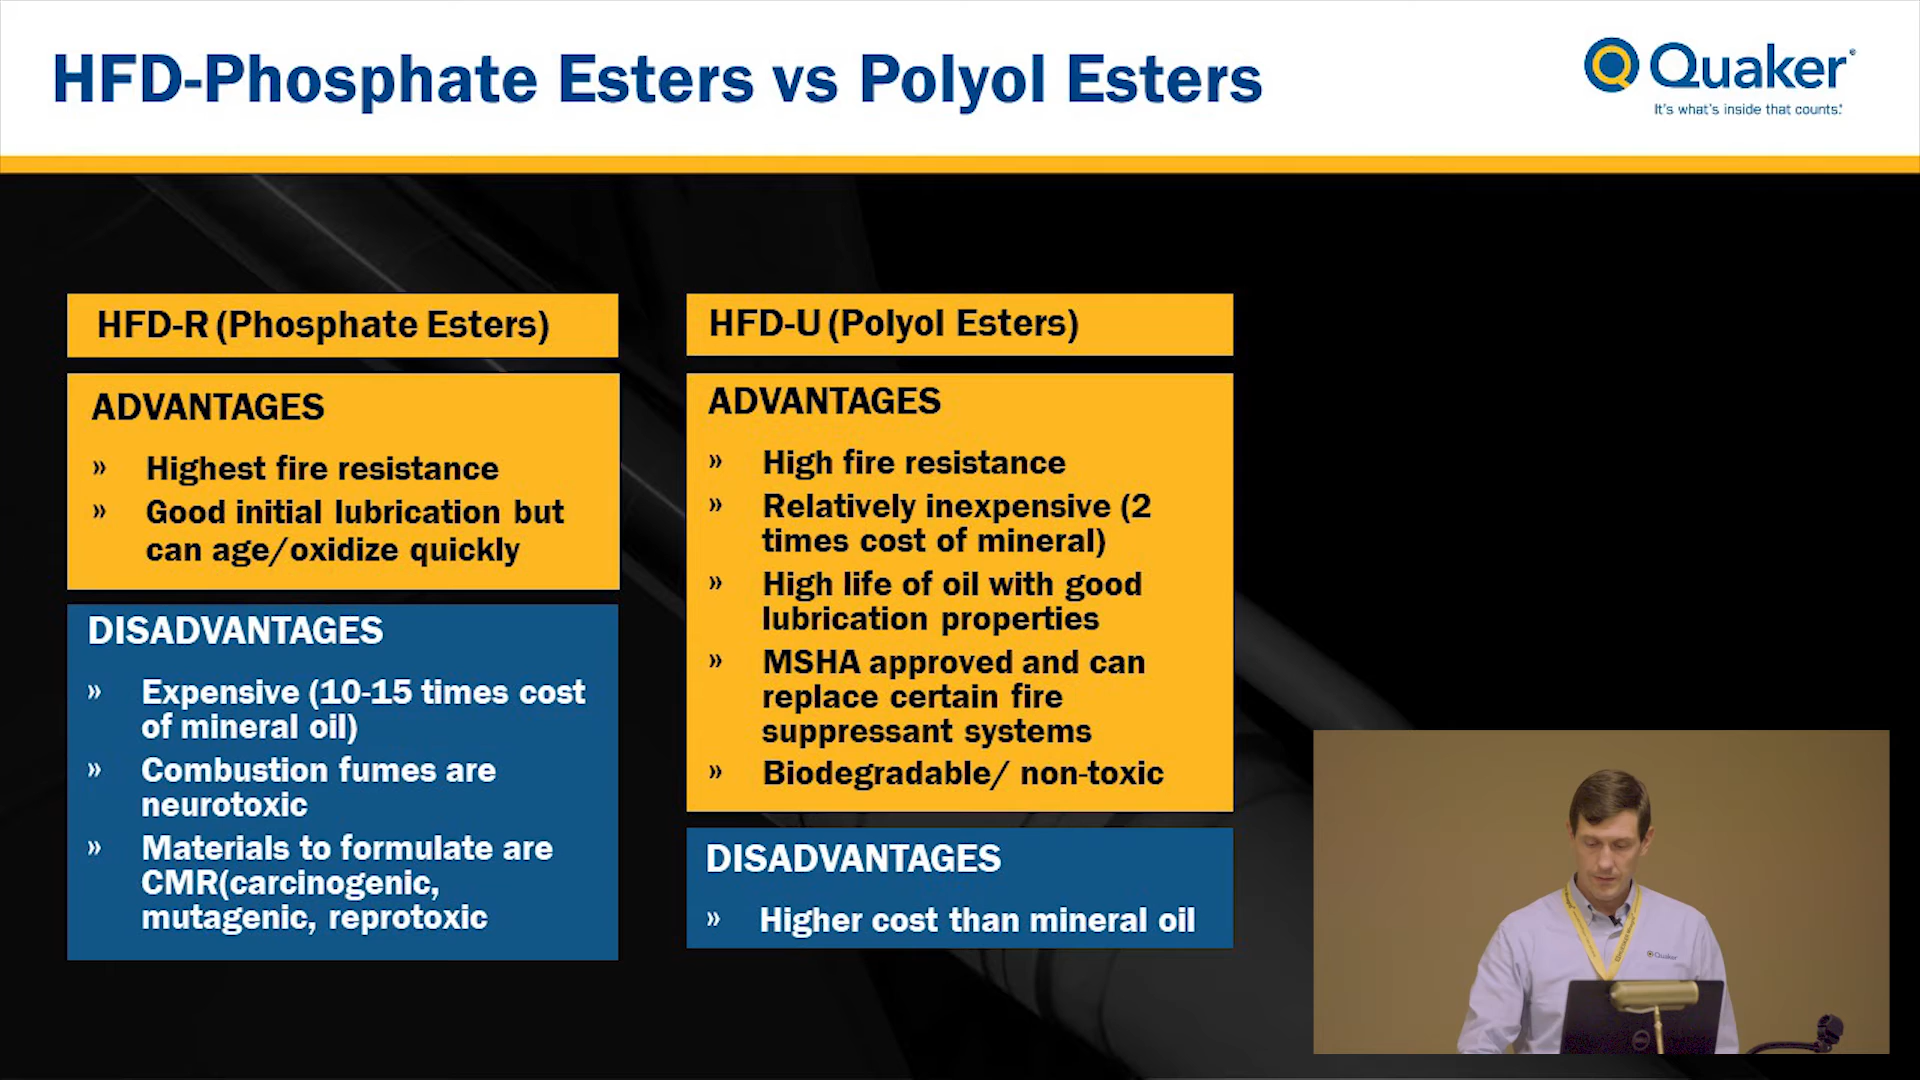 HFD-Phosphate Esters vs Polyol Esters
Quaker
It's what's inside that counts.
HFD-R (Phosphate Esters)
ADVANTAGES
» Highest fire resistance
» Good initial lubrication but
can age/oxidize quickly
DISADVANTAGES
» Expensive (10-15 times cost
of mineral oil)
» Combustion fumes are
neurotoxic
» Materials to formulate are
CMR(carcinogenic,
mutagenic, reprotoxic
HFD-U (Polyol Esters)
ADVANTAGES
» High fire resistance
» Relatively inexpensive (2
times cost of mineral)
» High life of oil with good
lubrication properties
» MSHA approved and can
replace certain fire
suppressant systems
» Biodegradable/ non-toxic
DISADVANTAGES
» Higher cost than mineral oil
Quaker
DELL